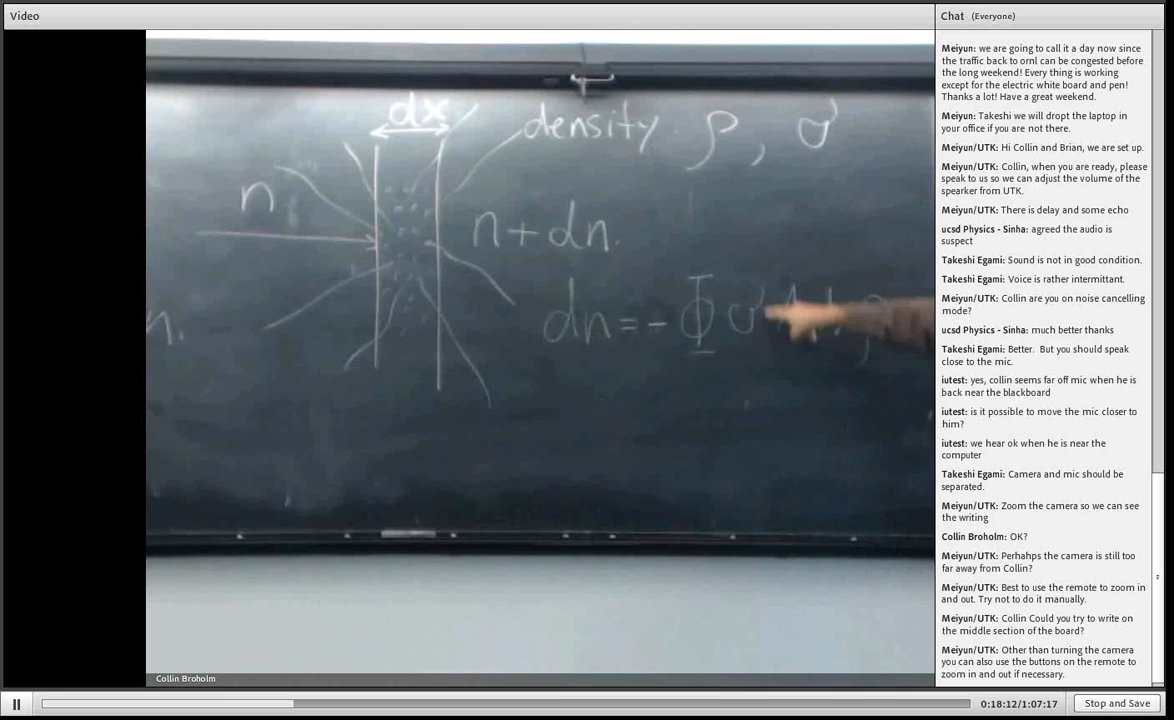 Video
dx
density ρ, σ
n
n+dn.
n.
dn = - Φ σ
Collin Broholm
Chat (Everyone)
Meiyun: we are going to call it a day now since
the traffic back to ornl can be congested before
the long weekend! Every thing is working
except for the electric white board and pen!
Thanks a lot! Have a great weekend.
Meiyun: Takeshi we will dropt the laptop in
your office if you are not there.
Meiyun/UTK: Hi Collin and Brian, we are set up.
Meiyun/UTK: Collin, when you are ready, please
speak to us so we can adjust the volume of the
spearker from UTK.
Meiyun/UTK: There is delay and some echo
ucsd Physics - Sinha: agreed the audio is
suspect
Takeshi Egami: Sound is not in good condition.
Takeshi Egami: Voice is rather intermittant.
Meiyun/UTK: Collin are you on noise cancelling
mode?
ucsd Physics - Sinha: much better thanks
Takeshi Egami: Better. But you should speak
close to the mic.
iutest: yes, collin seems far off mic when he is
back near the blackboard
iutest: is it possible to move the mic closer to
him?
iutest: we hear ok when he is near the
computer
Takeshi Egami: Camera and mic should be
separated.
Meiyun/UTK: Zoom the camera so we can see
the writing
Collin Broholm: OK?
Meiyun/UTK: Perhahps the camera is still too
far away from Collin?
Meiyun/UTK: Best to use the remote to zoom in
and out. Try not to do it manually.
Meiyun/UTK: Collin Could you try to write on
the middle section of the board?
Meiyun/UTK: Other than turning the camera
you can also use the buttons on the remote to
zoom in and out if necessary.
0:18:12/1:07:17
Stop and Save